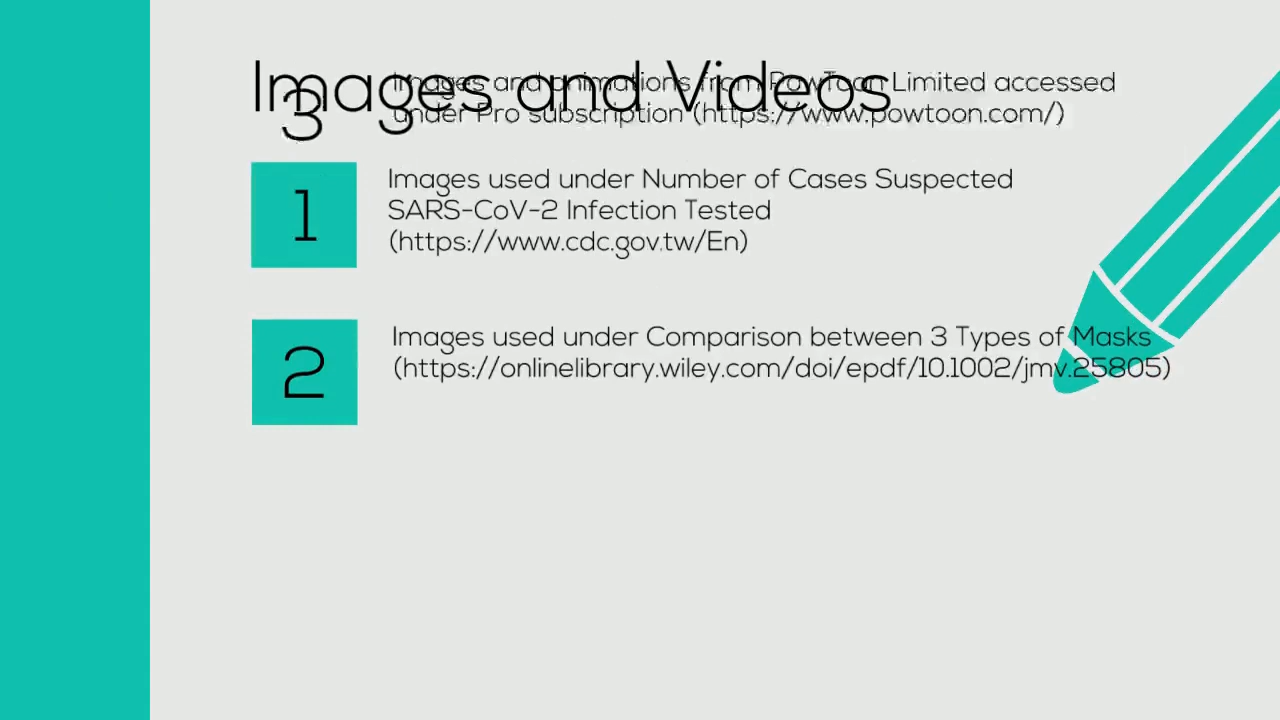 Images and Videos
3
Images and animations from PowToon Limited accessed
under Pro subscription (https://www.powtoon.com/)
1
Images used under Number of Cases Suspected
SARS-CoV-2 Infection Tested
(https://www.cdc.gov.tw/En)
2
Images used under Comparison between 3 Types of Masks
(https://onlinelibrary.wiley.com/doi/epdf/10.1002/jmv.25805)